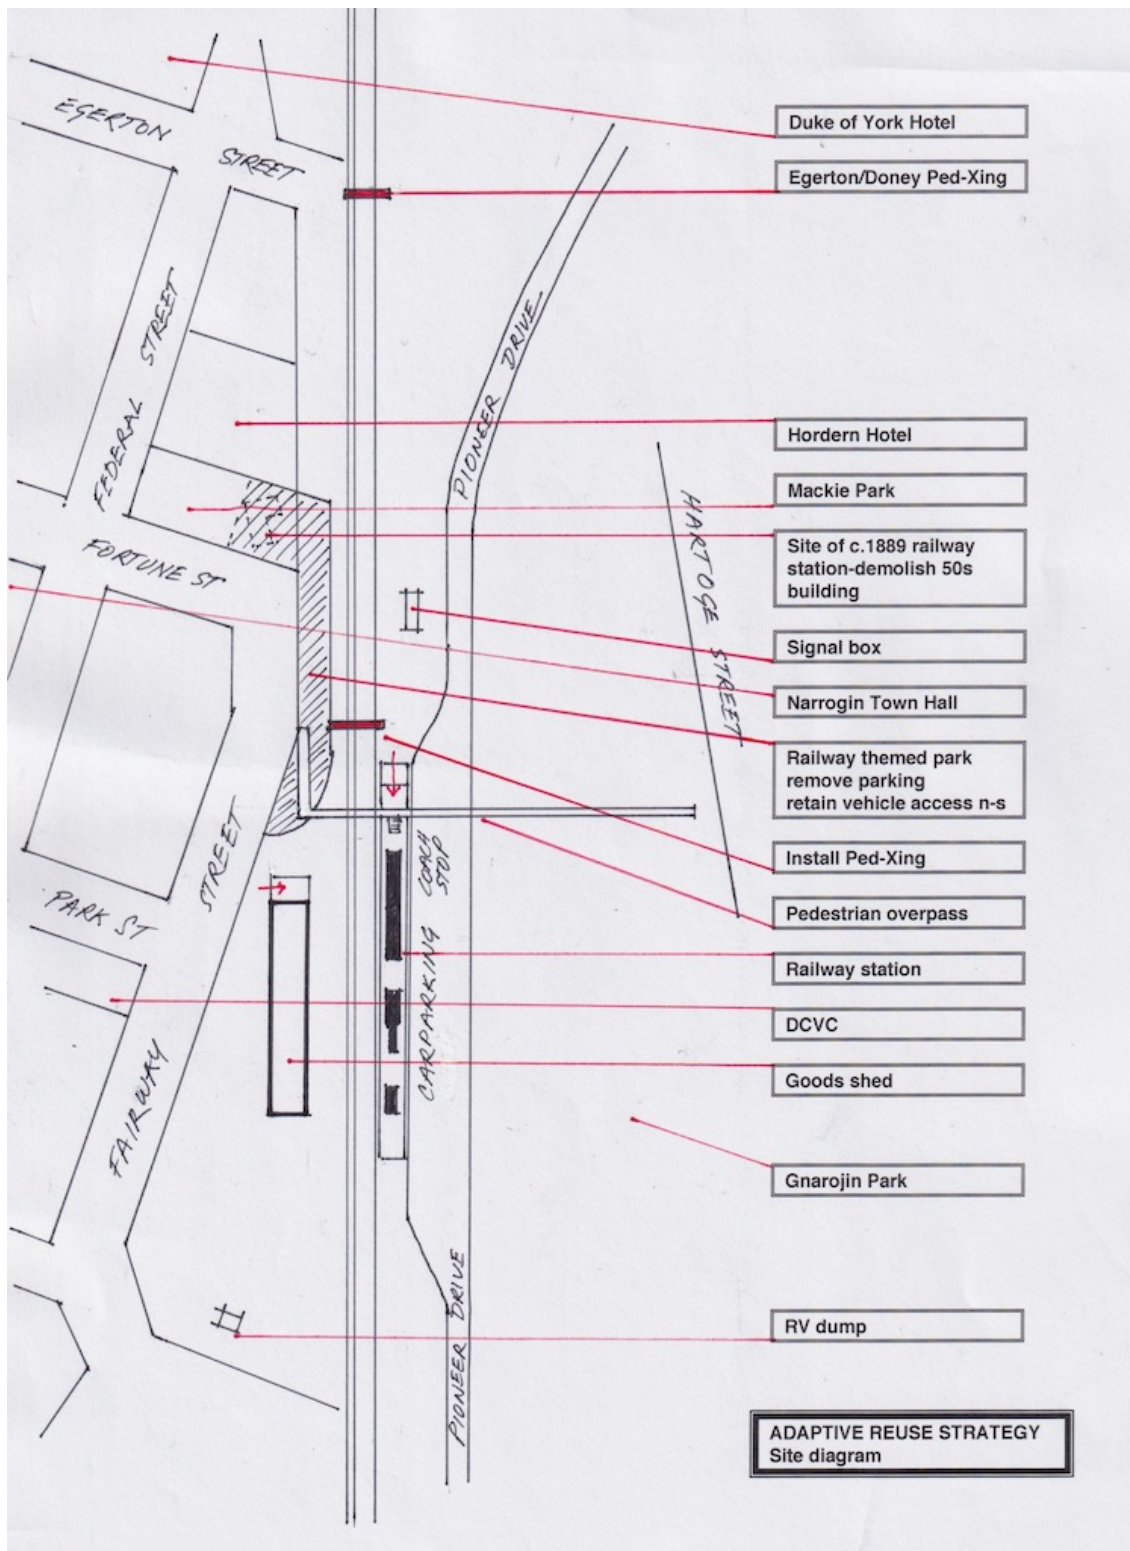 EGERTON
STREET
FEDERAL STREET
FORTUNE ST
PIONEER DRIVE
HARTOGE STREET
PARK ST
FAIRWAY STREET
CARPARKING COACH
STOP
PIONEER DRIVE
Duke of York Hotel
Egerton/Doney Ped-Xing
Hordern Hotel
Mackie Park
Site of c.1889 railway
station-demolish 50s
building
Signal box
Narrogin Town Hall
Railway themed park
remove parking
retain vehicle access n-s
Install Ped-Xing
Pedestrian overpass
Railway station
DCVC
Goods shed
Gnarojin Park
RV dump
ADAPTIVE REUSE STRATEGY
Site diagram